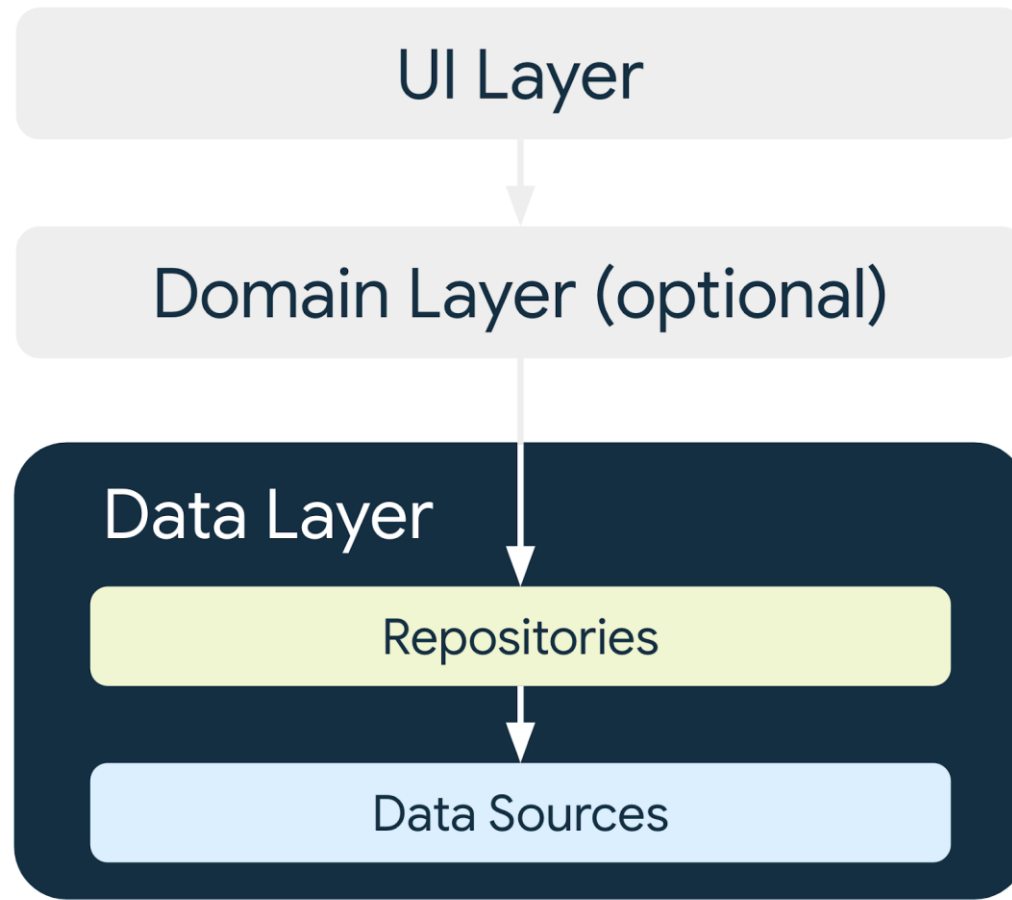 UI Layer
Domain Layer (optional)
Data Layer
Repositories
Data Sources